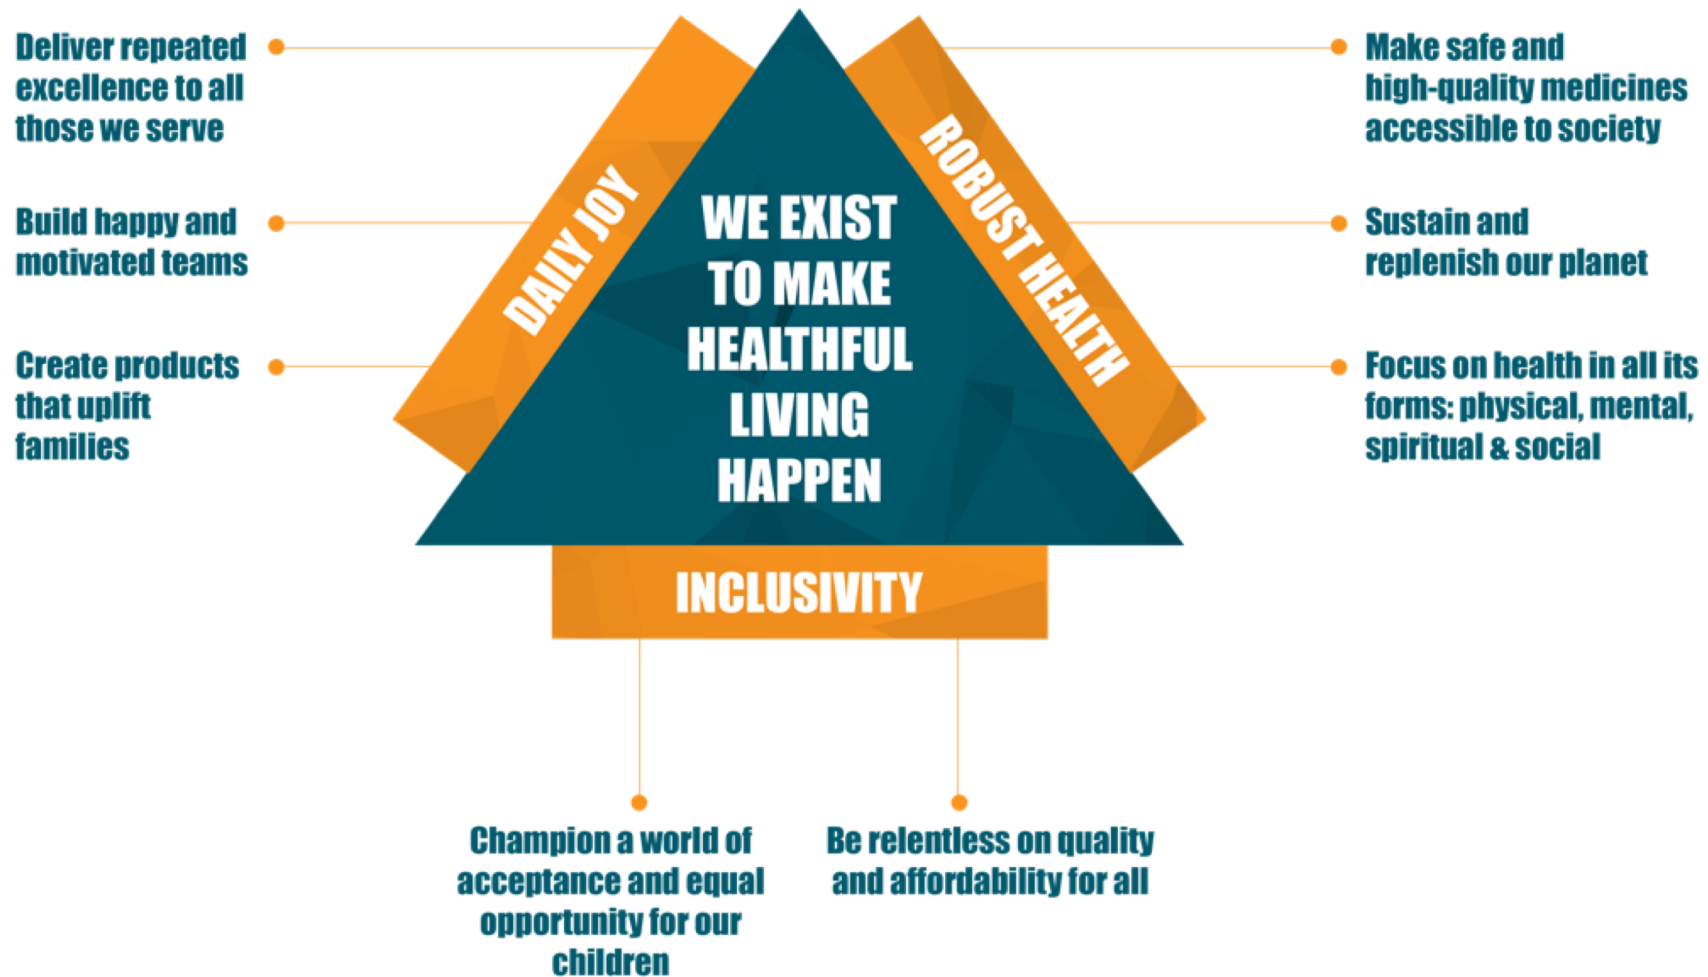 Deliver repeated
excellence to all
those we serve
Build happy and
motivated teams
Create products
that uplift
families
DAILY JOY
WE EXIST
TO MAKE
HEALTHFUL
LIVING
HAPPEN
ROBUST HEALTH
Make safe and
high-quality medicines
accessible to society
Sustain and
replenish our planet
Focus on health in all its
forms: physical, mental,
spiritual & social
INCLUSIVITY
Champion a world of
acceptance and equal
opportunity for our
children
Be relentless on quality
and affordability for all